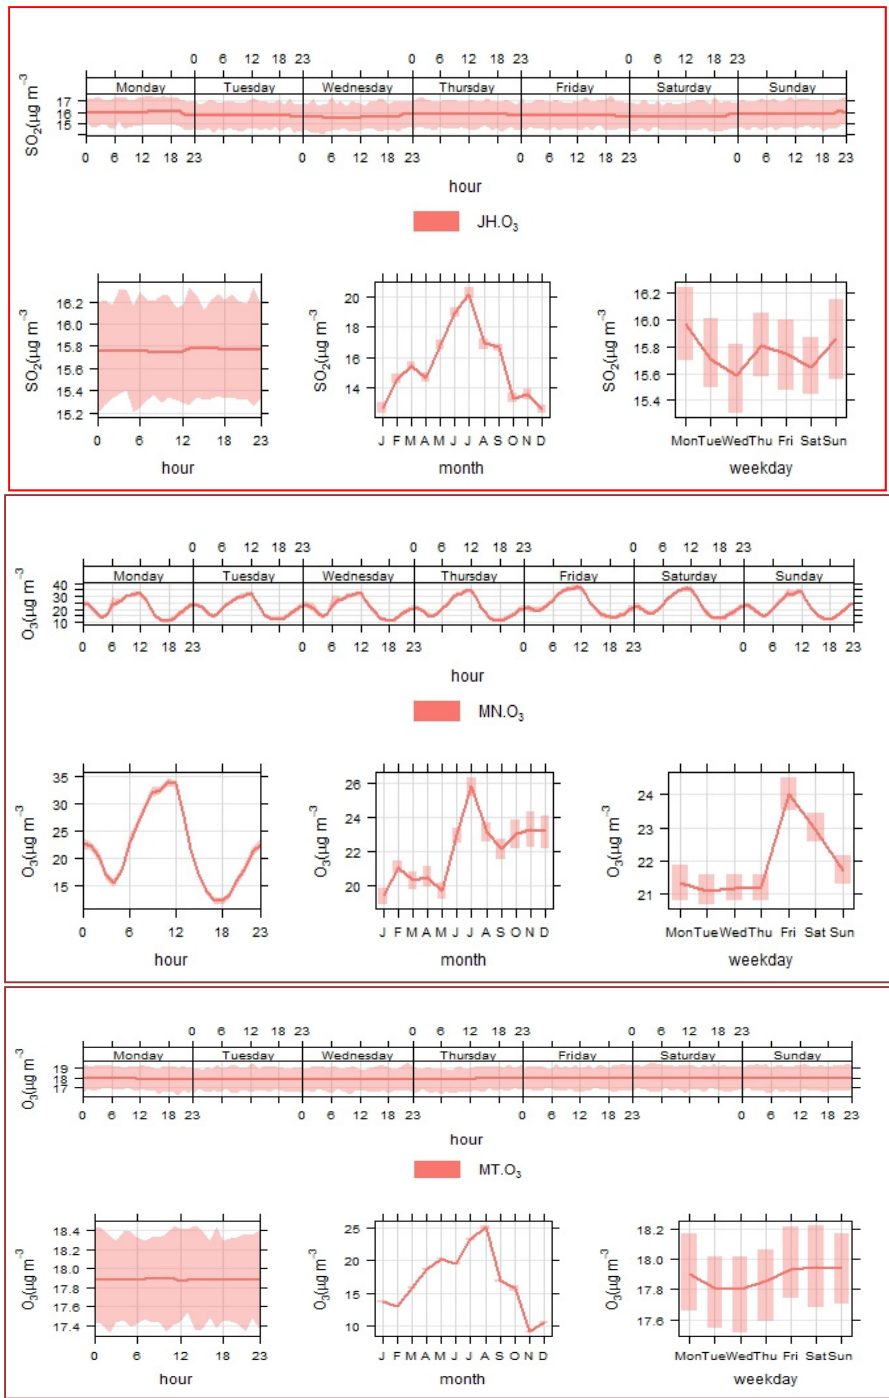 0 6 12 18 23 0 6 12 18 23 0 6 12 18 23
Monday Tuesday Wednesday Thursday Friday Saturday Sunday
SO₂(µg m⁻³
17
16
15
0 6 12 18 23 0 6 12 18 23 0 6 12 18 23 0 6 12 18 23
hour
JH.O₃
SO₂(µg m⁻³
16.2
16.0
15.8
15.6
15.4
15.2
0 6 12 18 23
hour
SO₂(µg m⁻³
20
18
16
14
J F M A M J J A S O N D
month
SO₂(µg m⁻³
16.2
16.0
15.8
15.6
15.4
Mon Tue Wed Thu Fri Sat Sun
weekday
0 6 12 18 23 0 6 12 18 23 0 6 12 18 23
Monday Tuesday Wednesday Thursday Friday Saturday Sunday
O₃(µg m⁻³
40
30
20
10
0 6 12 18 23 0 6 12 18 23 0 6 12 18 23 0 6 12 18 23
hour
MN.O₃
O₃(µg m⁻³
35
30
25
20
15
0 6 12 18 23
hour
O₃(µg m⁻³
26
24
22
20
J F M A M J J A S O N D
month
O₃(µg m⁻³
24
23
22
21
Mon Tue Wed Thu Fri Sat Sun
weekday
0 6 12 18 23 0 6 12 18 23 0 6 12 18 23
Monday Tuesday Wednesday Thursday Friday Saturday Sunday
O₃(µg m⁻³
19
18
17
0 6 12 18 23 0 6 12 18 23 0 6 12 18 23 0 6 12 18 23
hour
MT.O₃
O₃(µg m⁻³
18.4
18.2
18.0
17.8
17.6
17.4
0 6 12 18 23
hour
O₃(µg m⁻³
25
20
15
10
J F M A M J J A S O N D
month
O₃(µg m⁻³
18.2
18.0
17.8
17.6
Mon Tue Wed Thu Fri Sat Sun
weekday